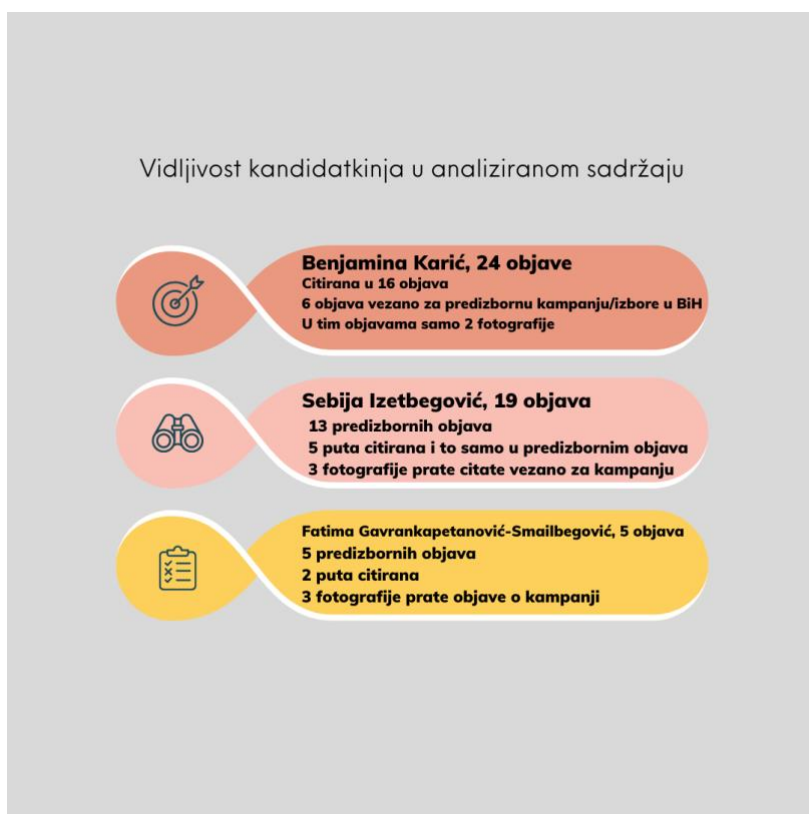 Vidljivost kandidatkinja u analiziranom sadržaju
Benjamina Karić, 24 objave
Citirana u 16 objava
6 objava vezano za predizbornu kampanju/izbore u BiH
U tim objavama samo 2 fotografije
Sebija Izetbegović, 19 objava
13 predizbornih objava
5 puta citirana i to samo u predizbornim objava
3 fotografije prate citate vezano za kampanju
Fatima Gavrankapetanović-Smailbegović, 5 objava
5 predizbornih objava
2 puta citirana
3 fotografije prate objave o kampanji